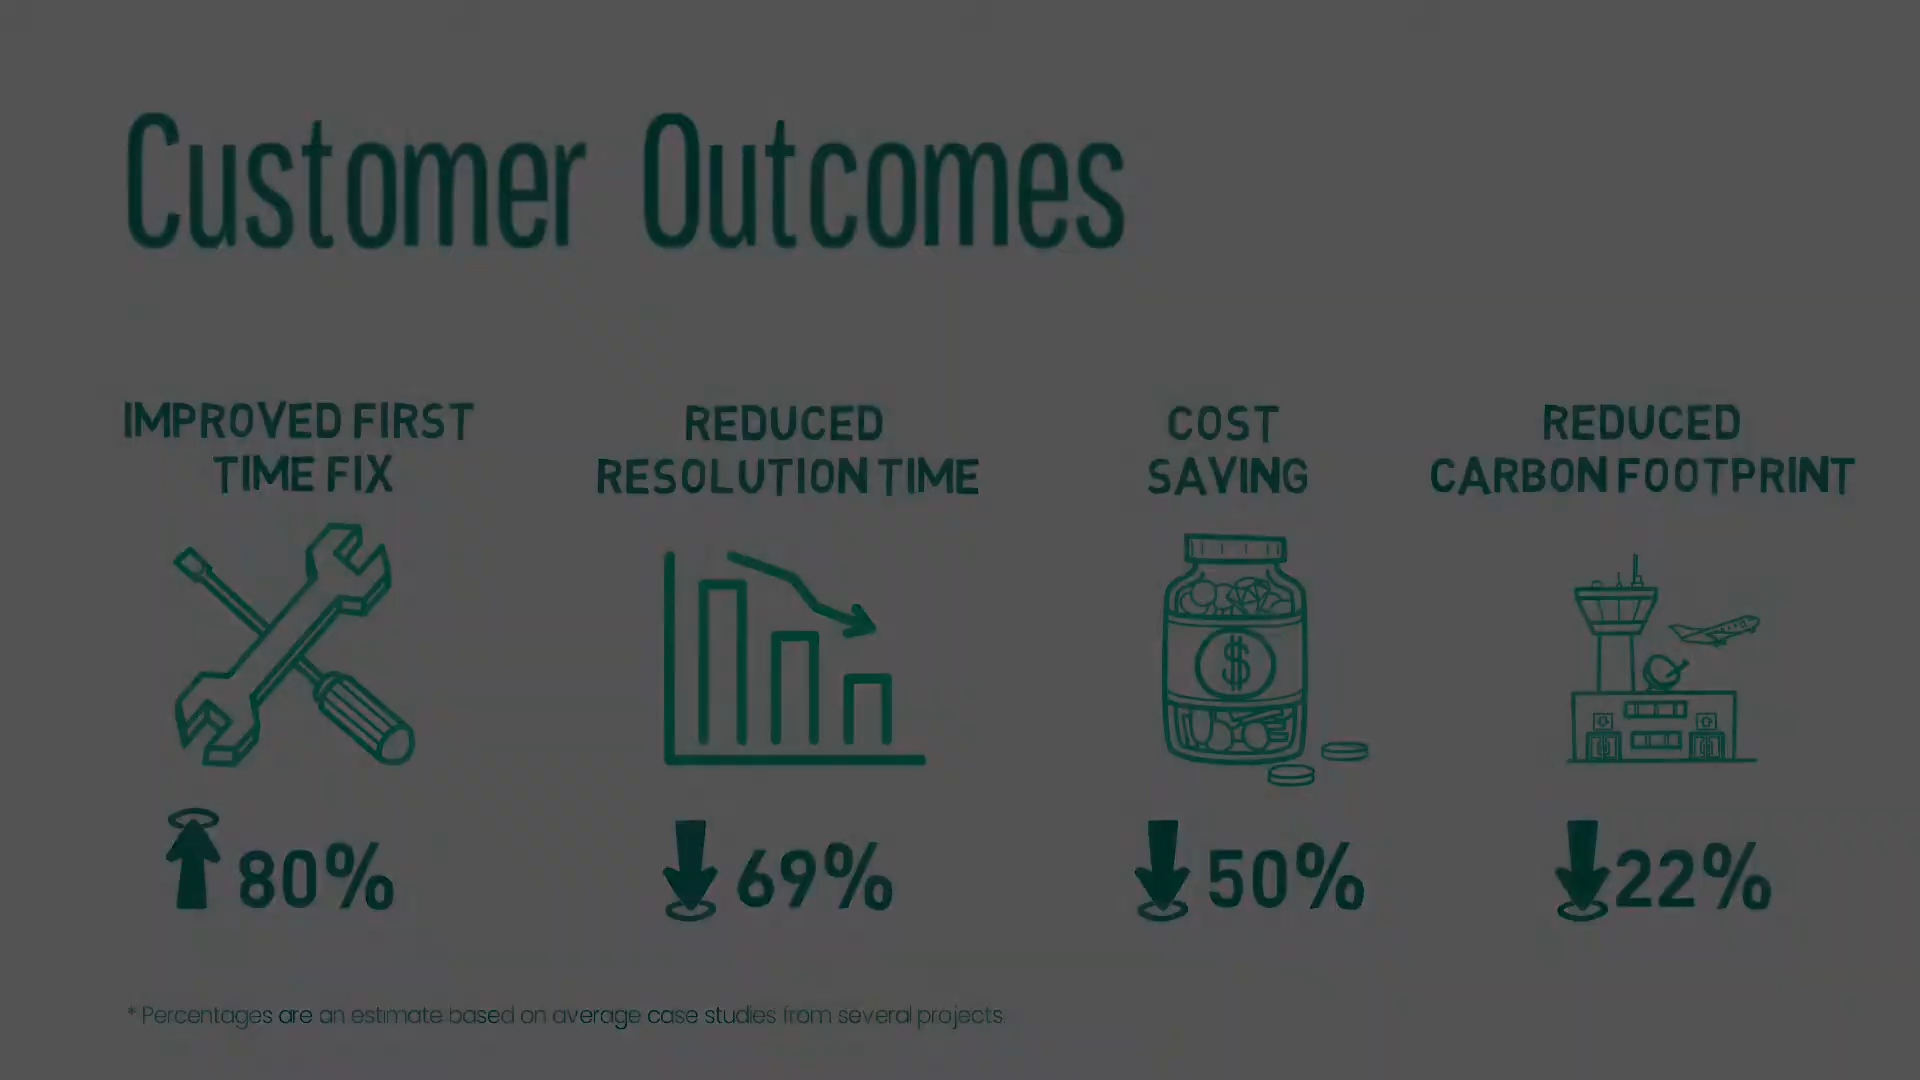 Customer Outcomes
IMPROVED FIRST
TIME FIX
REDUCED
RESOLUTION TIME
COST
SAVING
REDUCED
CARBON FOOTPRINT
$
80%
69%
50%
22%
* Percentages are an estimate based on average case studies from several projects.